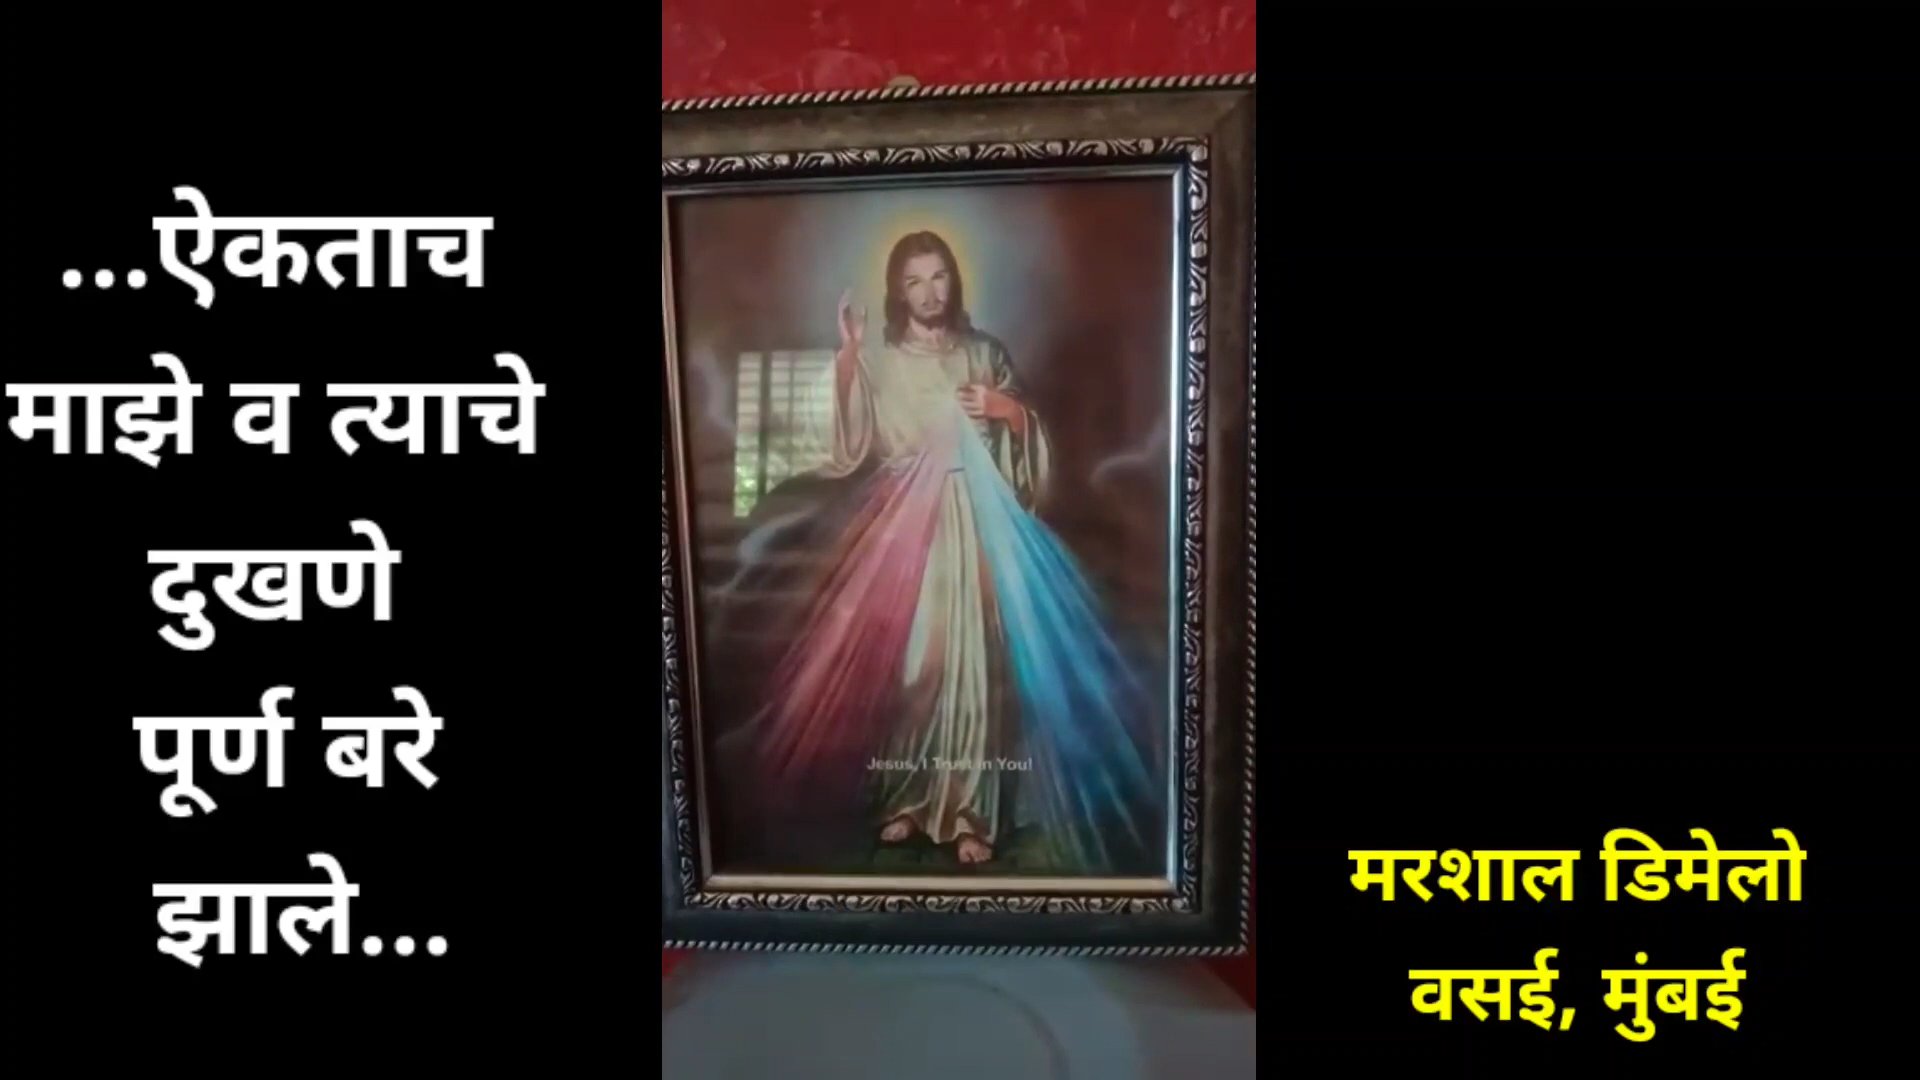 ...ऐकताच
माझे व त्याचे
दुखणे
पूर्ण बरे
झाले...
Jesus, I Trust in You!
मरशाल डिमेलो
वसई, मुंबई